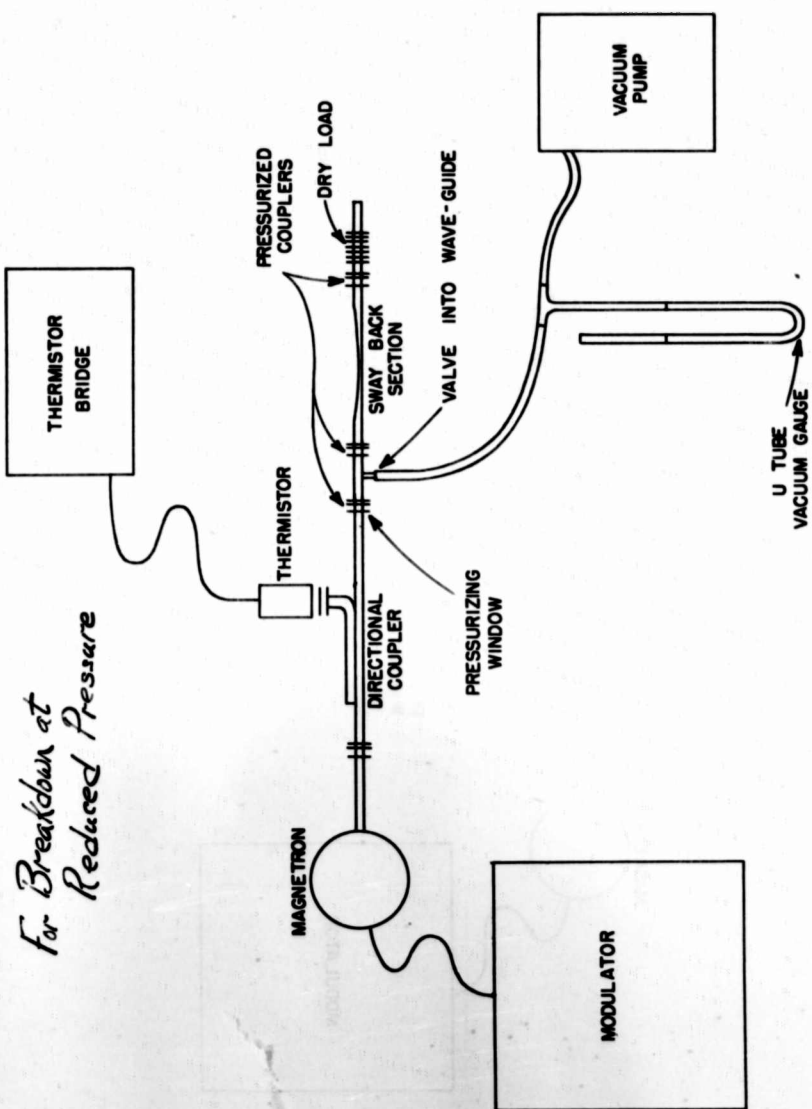 For Breakdown at
Reduced Pressure
THERMISTOR
BRIDGE
VACUUM
PUMP
THERMISTOR
PRESSURIZED
COUPLERS
DRY LOAD
MAGNETRON
DIRECTIONAL
COUPLER
SWAY BACK
SECTION
PRESSURIZING
WINDOW
VALVE INTO WAVE-GUIDE
MODULATOR
U TUBE
VACUUM GAUGE